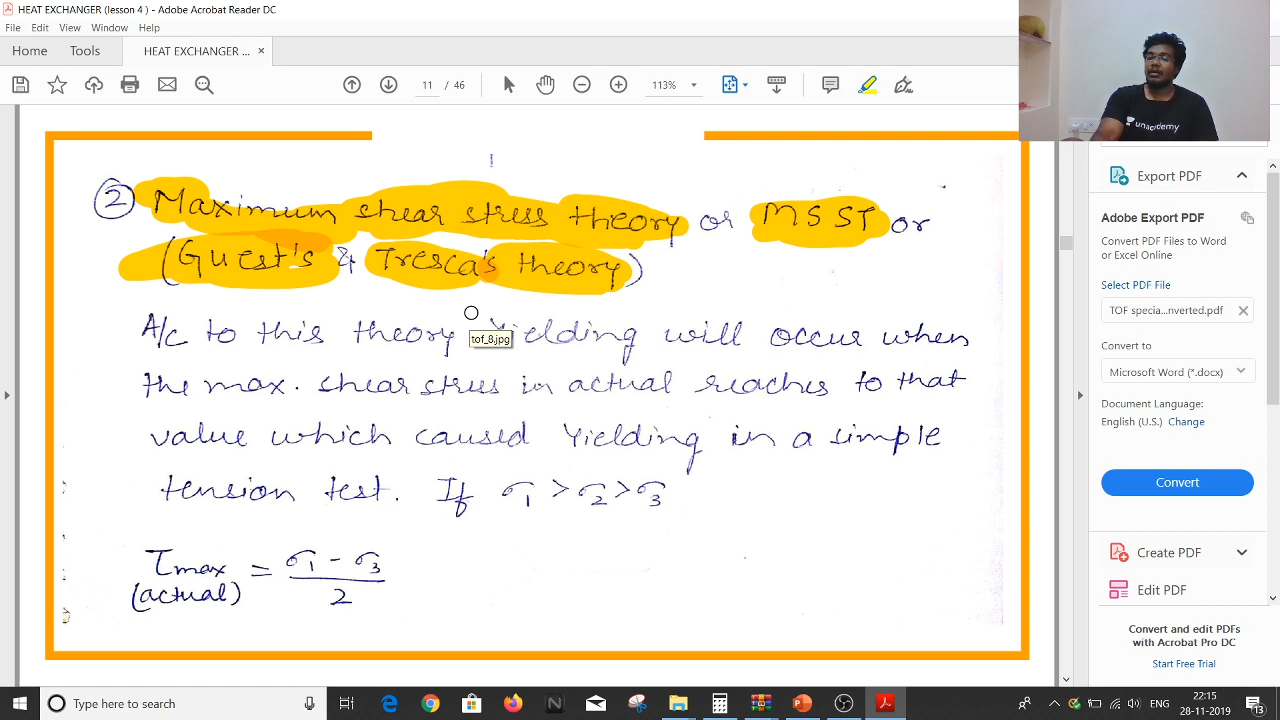 HEAT EXCHANGER (lesson 4 ) - Adobe Acrobat Reader DC
File Edit View Window Help
Home Tools HEAT EXCHANGER ... ×
11 / 46 113%
unacademy
② Maximum shear stress theory or MSST or
(Guest's & Tresca's theory)
A/c to this theory Yielding will occur when
tof_8.jpg
the max. shear stress in actual reaches to that
value which caused Yielding in a simple
tension test. If σ1 > σ2 > σ3
τmax (actual) = σ1 - σ3 / 2
Export PDF
Adobe Export PDF
Convert PDF Files to Word
or Excel Online
Select PDF File
TOF specia...nverted.pdf
Convert to
Microsoft Word (*.docx)
Document Language:
English (U.S.) Change
Convert
Create PDF
Edit PDF
Convert and edit PDFs
with Acrobat Pro DC
Start Free Trial
Type here to search
ENG
22:15
28-11-2019
13